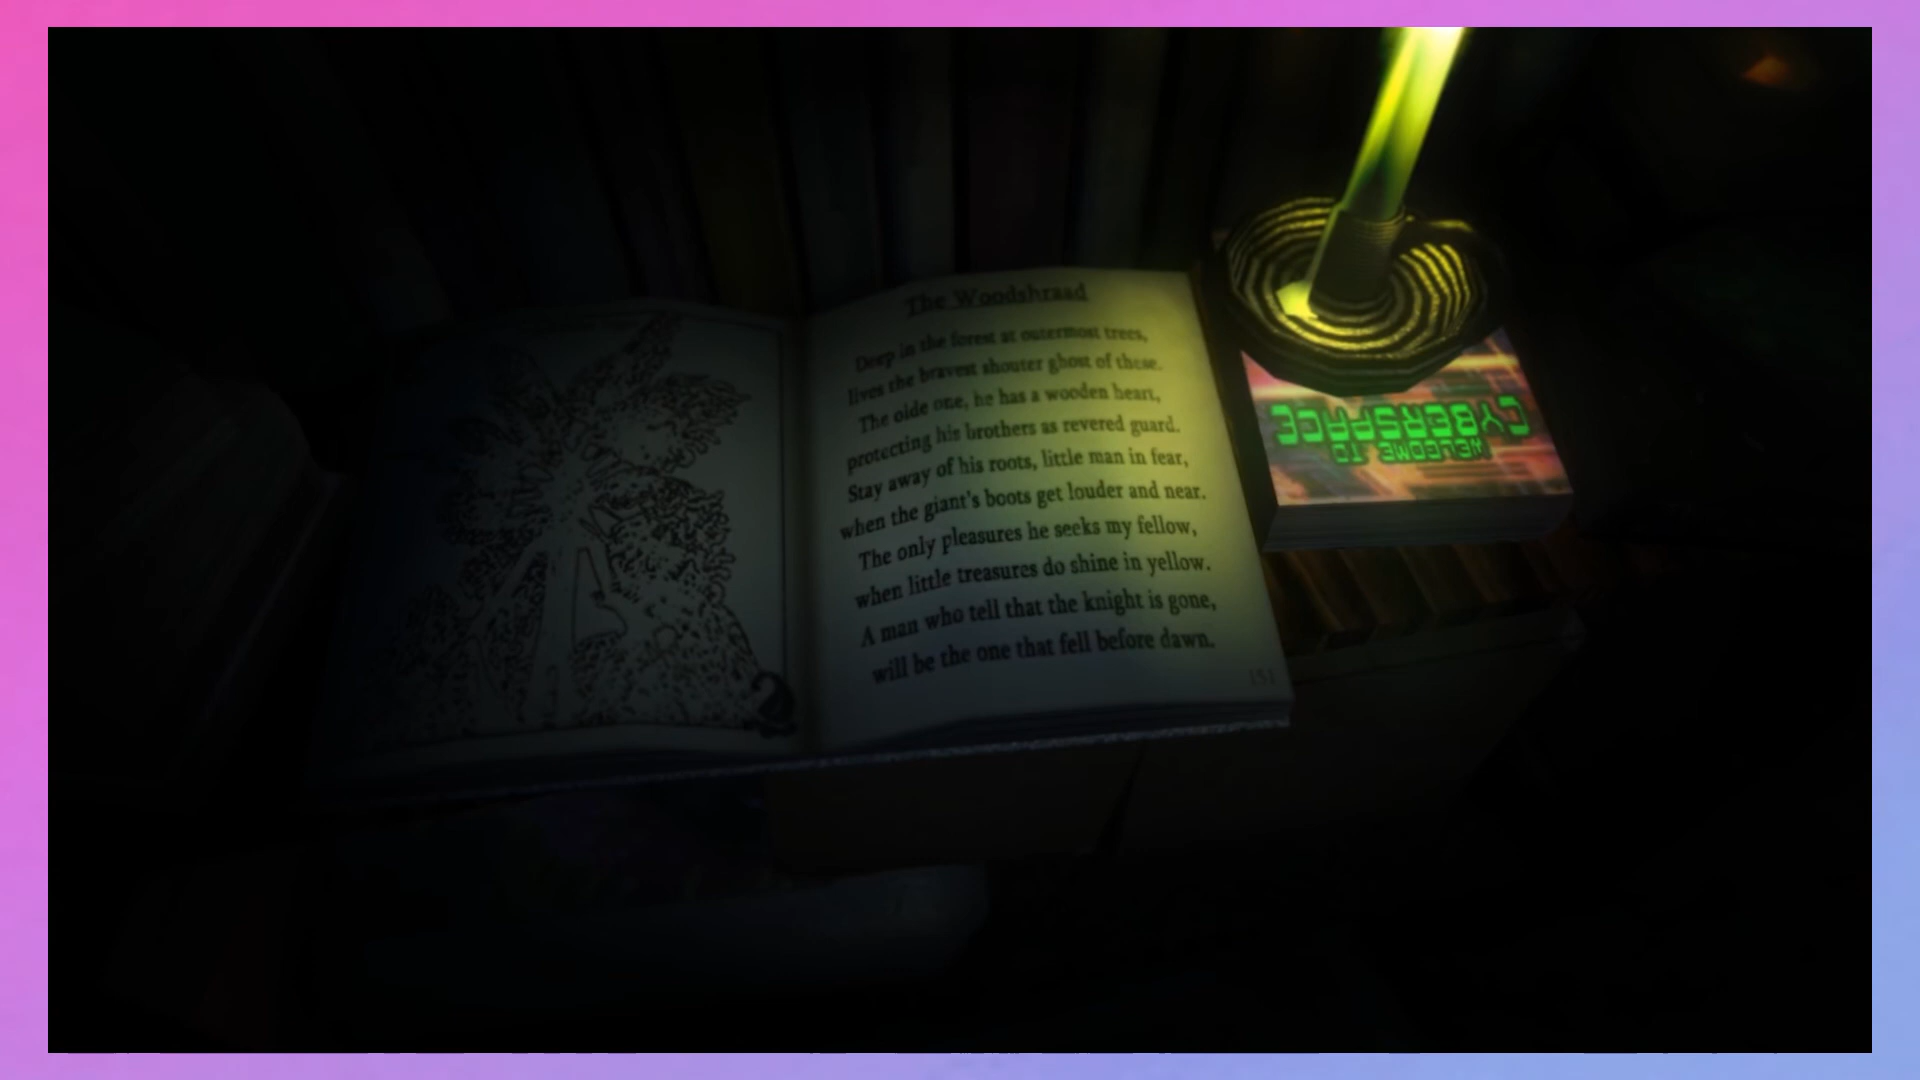 The Woodshraad
Deep in the forest at outermost trees,
lives the bravest shouter ghost of these.
The olde one, he has a wooden heart,
protecting his brothers as revered guard.
Stay away of his roots, little man in fear,
when the giant's boots get louder and near.
The only pleasures he seeks my fellow,
when little treasures do shine in yellow.
A man who tell that the knight is gone,
will be the one that fell before dawn.
151
WELCOME TO
CYBERSPACE